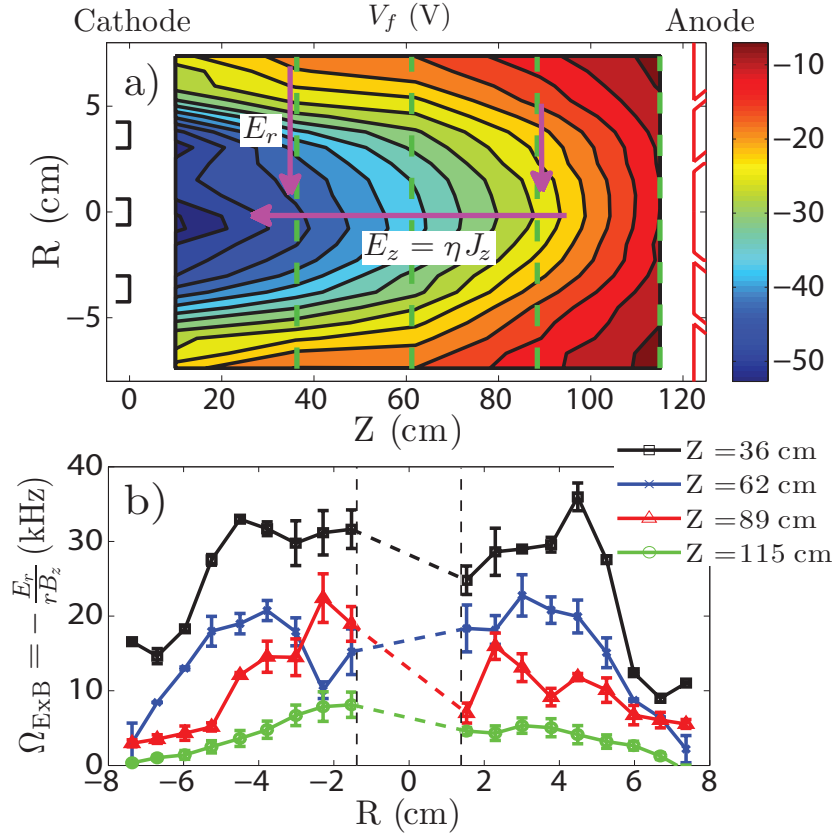 Cathode V_f (V) Anode
a)
E_r
E_z = η J_z
R (cm)
5
0
−5
0 20 40 60 80 100 120
Z (cm)
−10
−20
−30
−40
−50
Z =36 cm
Z =62 cm
Z =89 cm
Z =115 cm
b)
Ω_ExB = − E_r / rB_z (kHz)
40
30
20
10
0
−8 −6 −4 −2 0 2 4 6 8
R (cm)